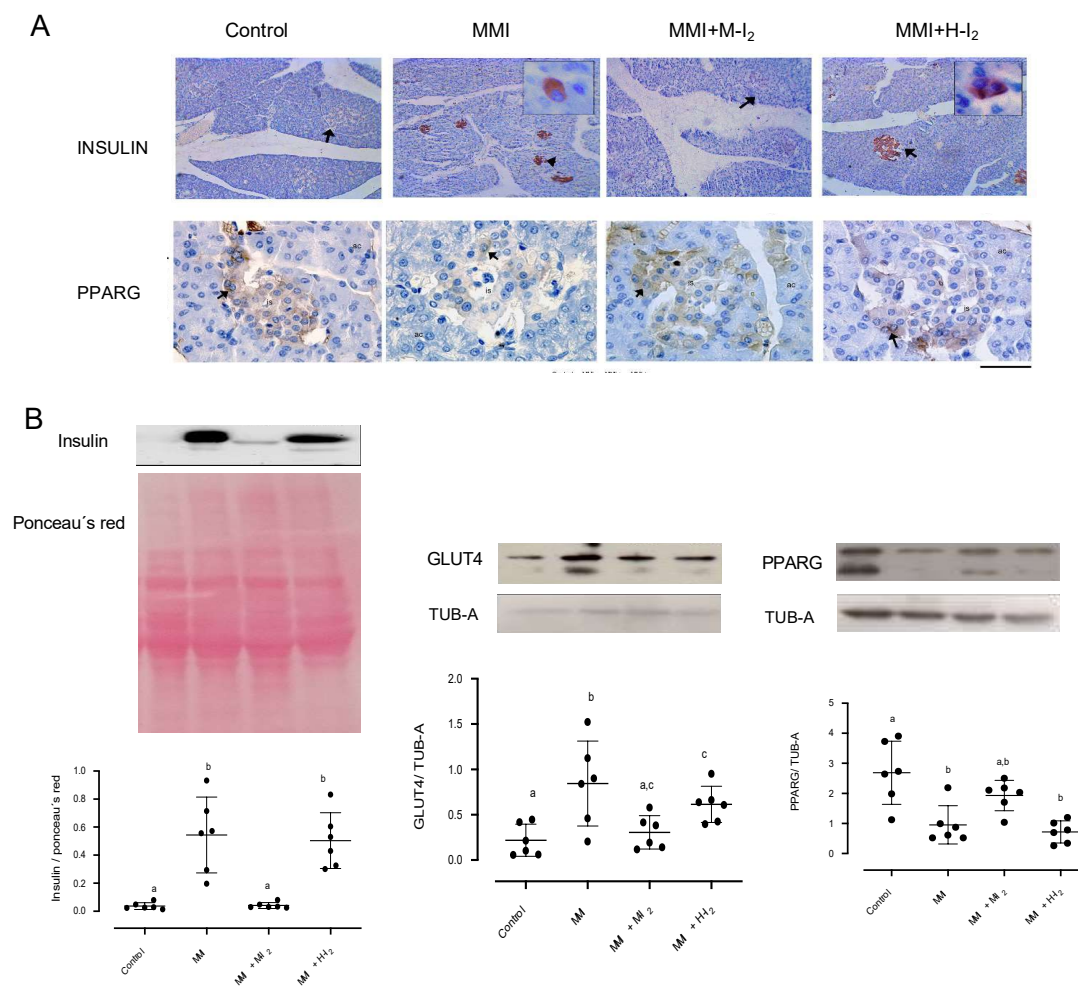 A
Control
MMI
MMI+M-I₂
MMI+H-I₂
INSULIN
PPARG
ac
is
is
ac
is
ac
ac
is
B
Insulin
Ponceau´s red
GLUT4
TUB-A
PPARG
TUB-A
Insulin / ponceau´s red
1.0
0.8
0.6
0.4
0.2
0.0
a
b
a
b
Control
MM
MM + MI₂
MM + HI₂
GLUT4/ TUB-A
2.0
1.5
1.0
0.5
0.0
a
b
a,c
c
Control
MM
MM + MI₂
MM + HI₂
PPARG/ TUB-A
5
4
3
2
1
0
a
b
a,b
b
Control
MM
MM + MI₂
MM + HI₂